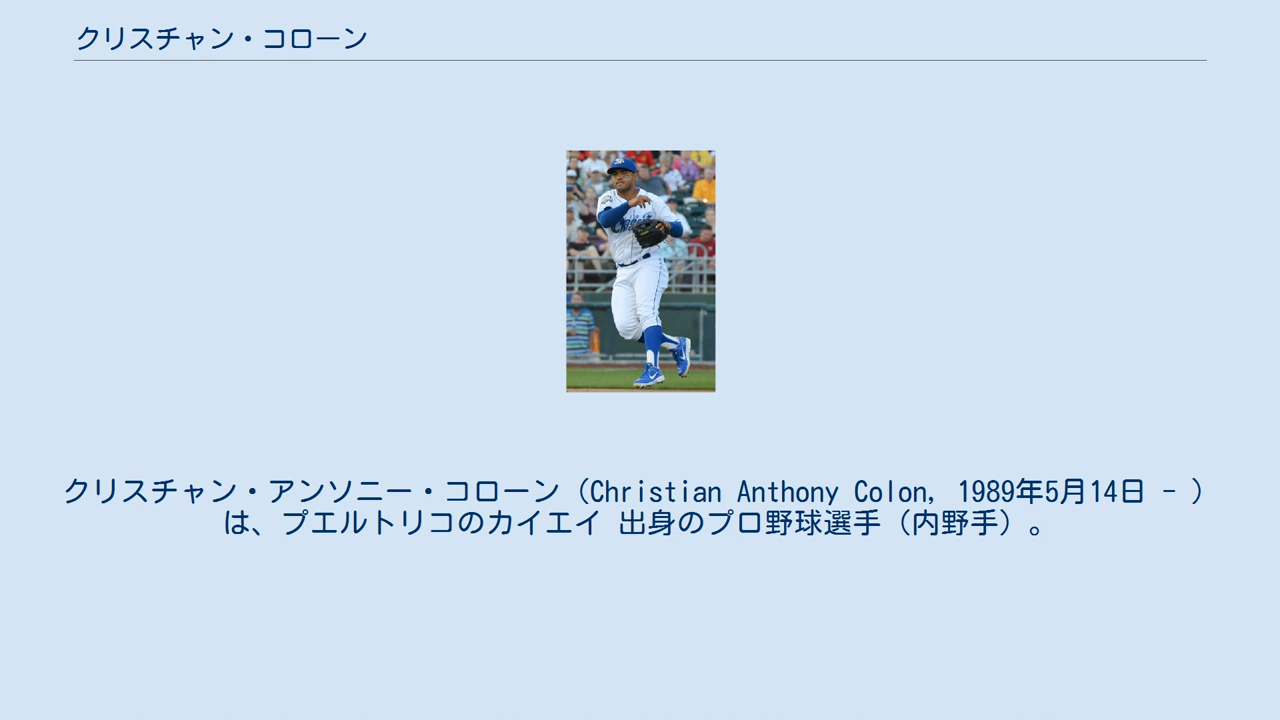 クリスチャン・コローン
クリスチャン・アンソニー・コローン（Christian Anthony Colon, 1989年5月14日 - ）
は、プエルトリコのカイエイ 出身のプロ野球選手（内野手）。